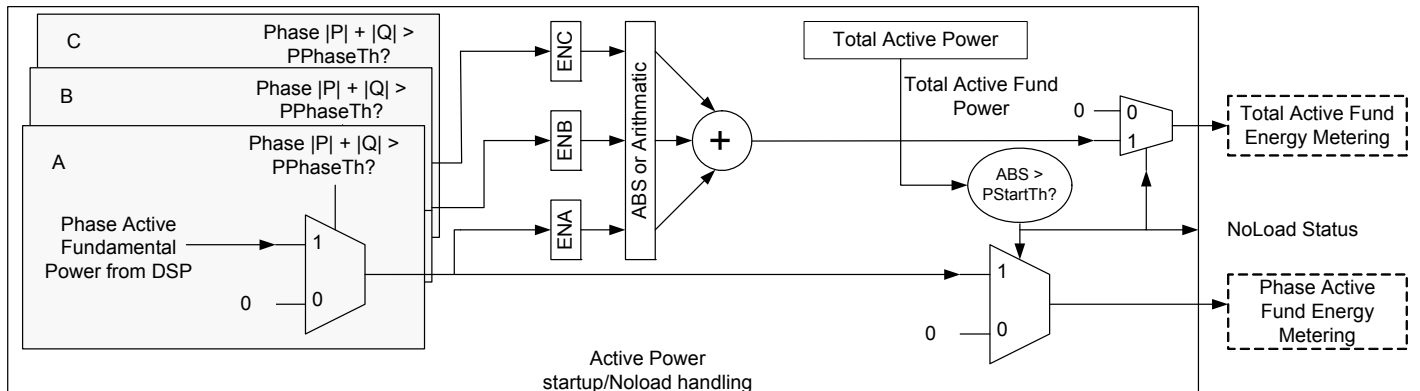 C
Phase |P| + |Q| >
PPhaseTh?
B
Phase |P| + |Q| >
PPhaseTh?
A
Phase |P| + |Q| >
PPhaseTh?
Phase Active
Fundamental
Power from DSP
1
0
0
ENC
ENB
ENA
ABS or Arithmatic
+
Total Active Power
Total Active Fund
Power
ABS >
PStartTh?
0
0
1
1
0
0
Total Active Fund
Energy Metering
NoLoad Status
Phase Active
Fund Energy
Metering
Active Power
startup/Noload handling